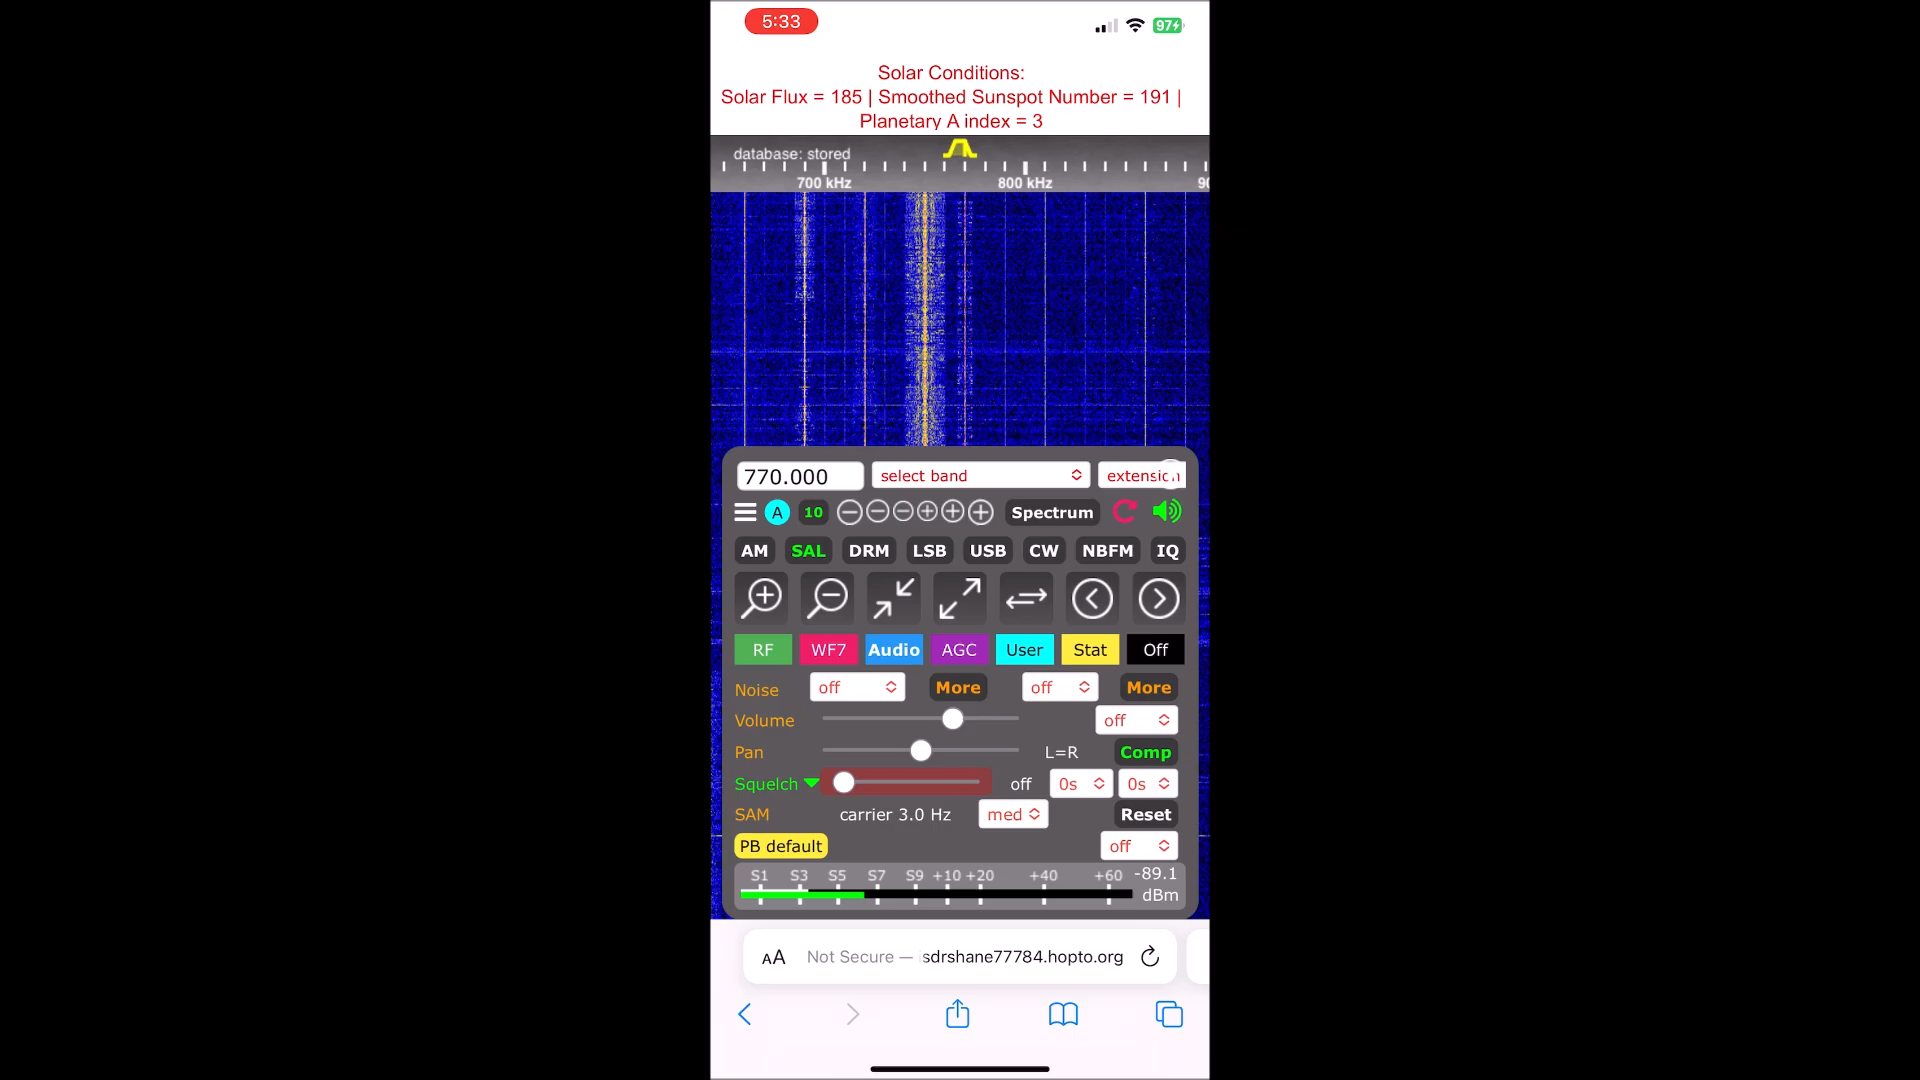 5:33
97
Solar Conditions:
Solar Flux = 185 | Smoothed Sunspot Number = 191 |
Planetary A index = 3
database: stored
700 kHz 800 kHz 90
770.000 select band extension
A 10 Spectrum
AM SAL DRM LSB USB CW NBFM IQ
RF WF7 Audio AGC User Stat Off
Noise off More off More
Volume off
Pan L=R Comp
Squelch off 0s 0s
SAM carrier 3.0 Hz med Reset
PB default off
S1 S3 S5 S7 S9 +10 +20 +40 +60 -89.1
dBm
AA Not Secure — sdrshane77784.hopto.org